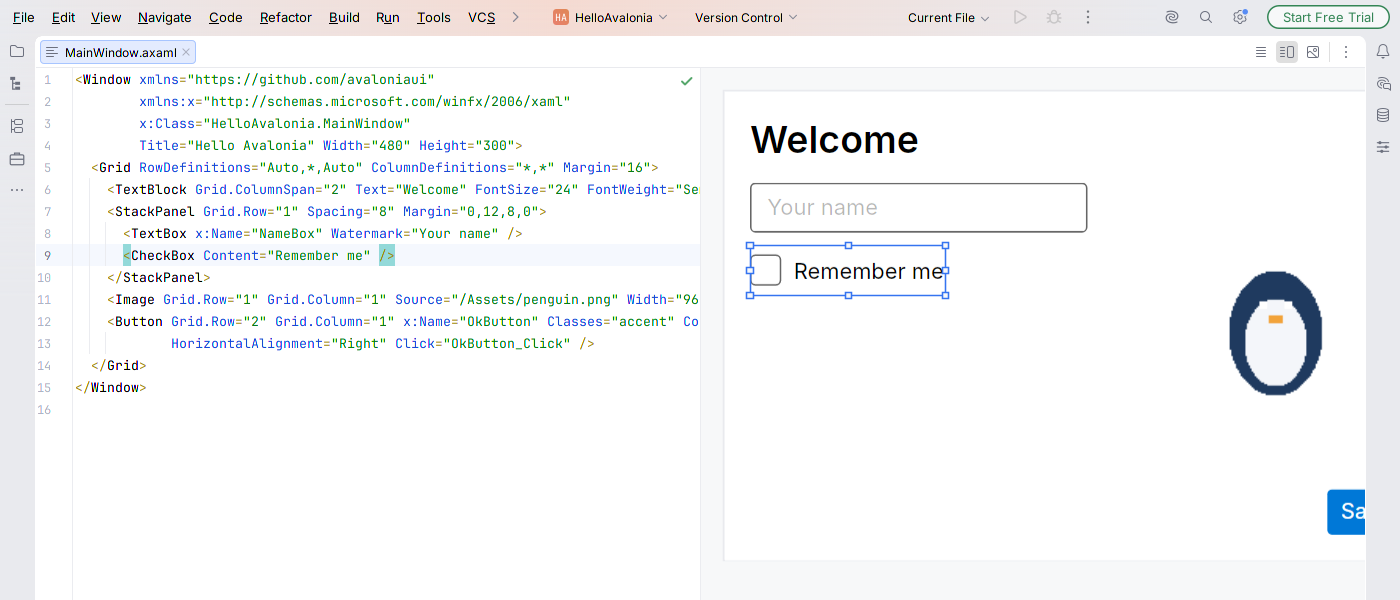 File Edit View Navigate Code Refactor Build Run Tools VCS HA HelloAvalonia Version Control Current File Start Free Trial
MainWindow.axaml
1 <Window xmlns="https://github.com/avaloniaui"
2 xmlns:x="http://schemas.microsoft.com/winfx/2006/xaml"
3 x:Class="HelloAvalonia.MainWindow"
4 Title="Hello Avalonia" Width="480" Height="300">
5 <Grid RowDefinitions="Auto,*,Auto" ColumnDefinitions="*,*" Margin="16">
6 <TextBlock Grid.ColumnSpan="2" Text="Welcome" FontSize="24" FontWeight="Se
7 <StackPanel Grid.Row="1" Spacing="8" Margin="0,12,8,0">
8 <TextBox x:Name="NameBox" Watermark="Your name" />
9 <CheckBox Content="Remember me" />
10 </StackPanel>
11 <Image Grid.Row="1" Grid.Column="1" Source="/Assets/penguin.png" Width="96
12 <Button Grid.Row="2" Grid.Column="1" x:Name="OkButton" Classes="accent" Co
13 HorizontalAlignment="Right" Click="OkButton_Click" />
14 </Grid>
15 </Window>
16
Welcome
Your name
Remember me
Sa